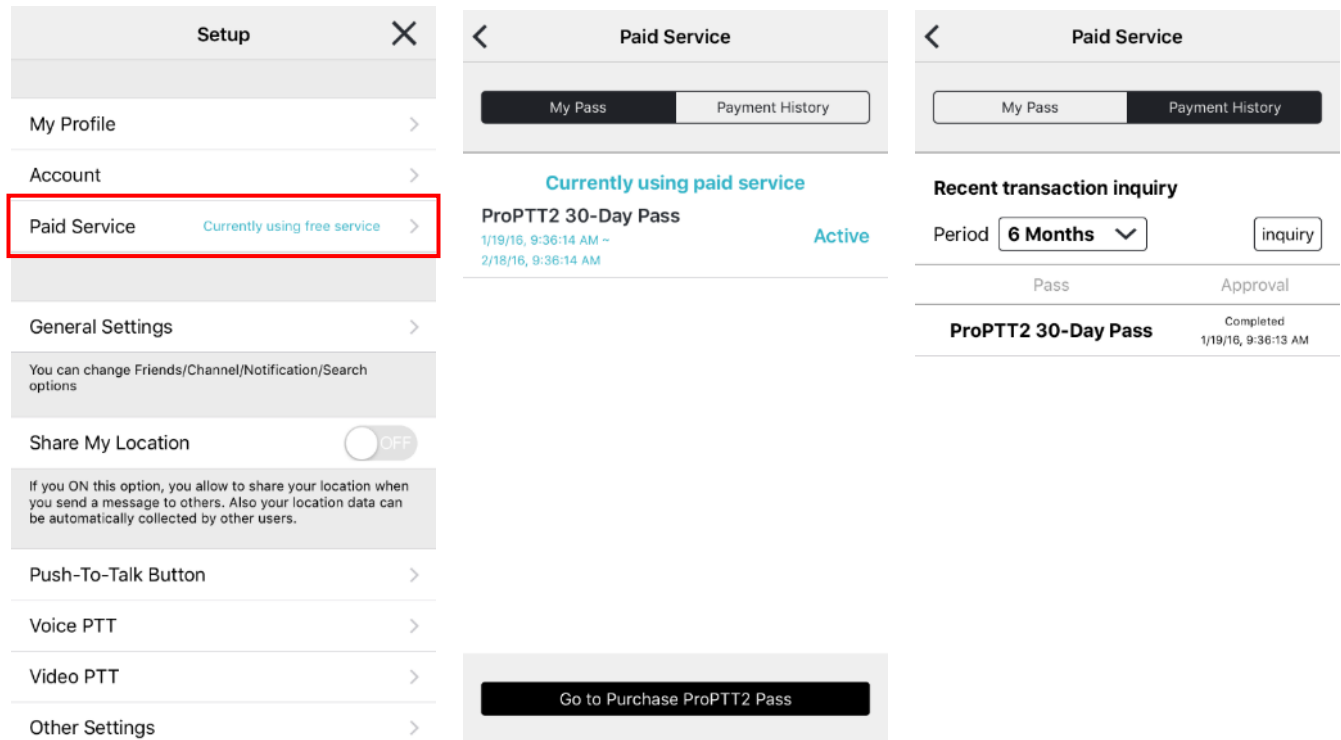 Setup
My Profile
Account
Paid Service Currently using free service
General Settings
You can change Friends/Channel/Notification/Search
options
Share My Location OFF
If you ON this option, you allow to share your location when
you send a message to others. Also your location data can
be automatically collected by other users.
Push-To-Talk Button
Voice PTT
Video PTT
Other Settings
Paid Service
My Pass Payment History
Currently using paid service
ProPTT2 30-Day Pass
1/19/16, 9:36:14 AM ~
Active
2/18/16, 9:36:14 AM
Go to Purchase ProPTT2 Pass
Paid Service
My Pass Payment History
Recent transaction inquiry
Period 6 Months inquiry
Pass Approval
ProPTT2 30-Day Pass
Completed
1/19/16, 9:36:13 AM